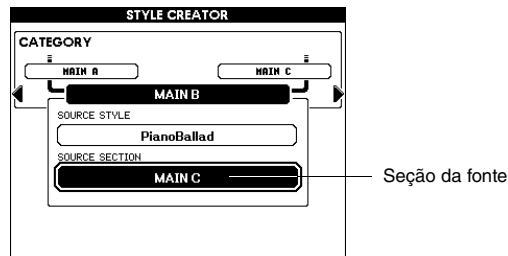 STYLE CREATOR
CATEGORY
MAIN A
MAIN C
MAIN B
SOURCE STYLE
PianoBallad
SOURCE SECTION
MAIN C
Seção da fonte